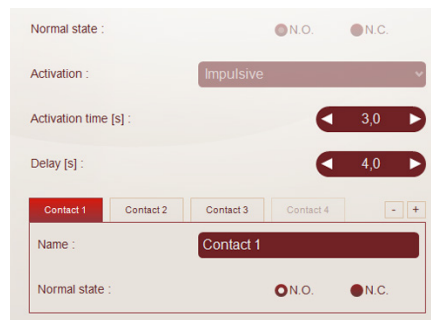 Normal state : N.O. N.C.
Activation : Impulsive
Activation time [s] : 3,0
Delay [s] : 4,0
Contact 1 Contact 2 Contact 3 Contact 4 - +
Name : Contact 1
Normal state : N.O. N.C.